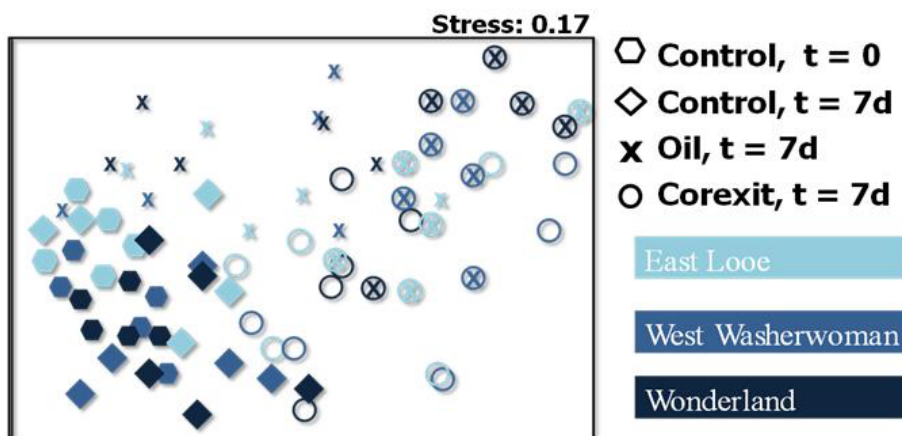 Stress: 0.17
Control, t = 0
Control, t = 7d
x Oil, t = 7d
Corexit, t = 7d
East Looe
West Washerwoman
Wonderland